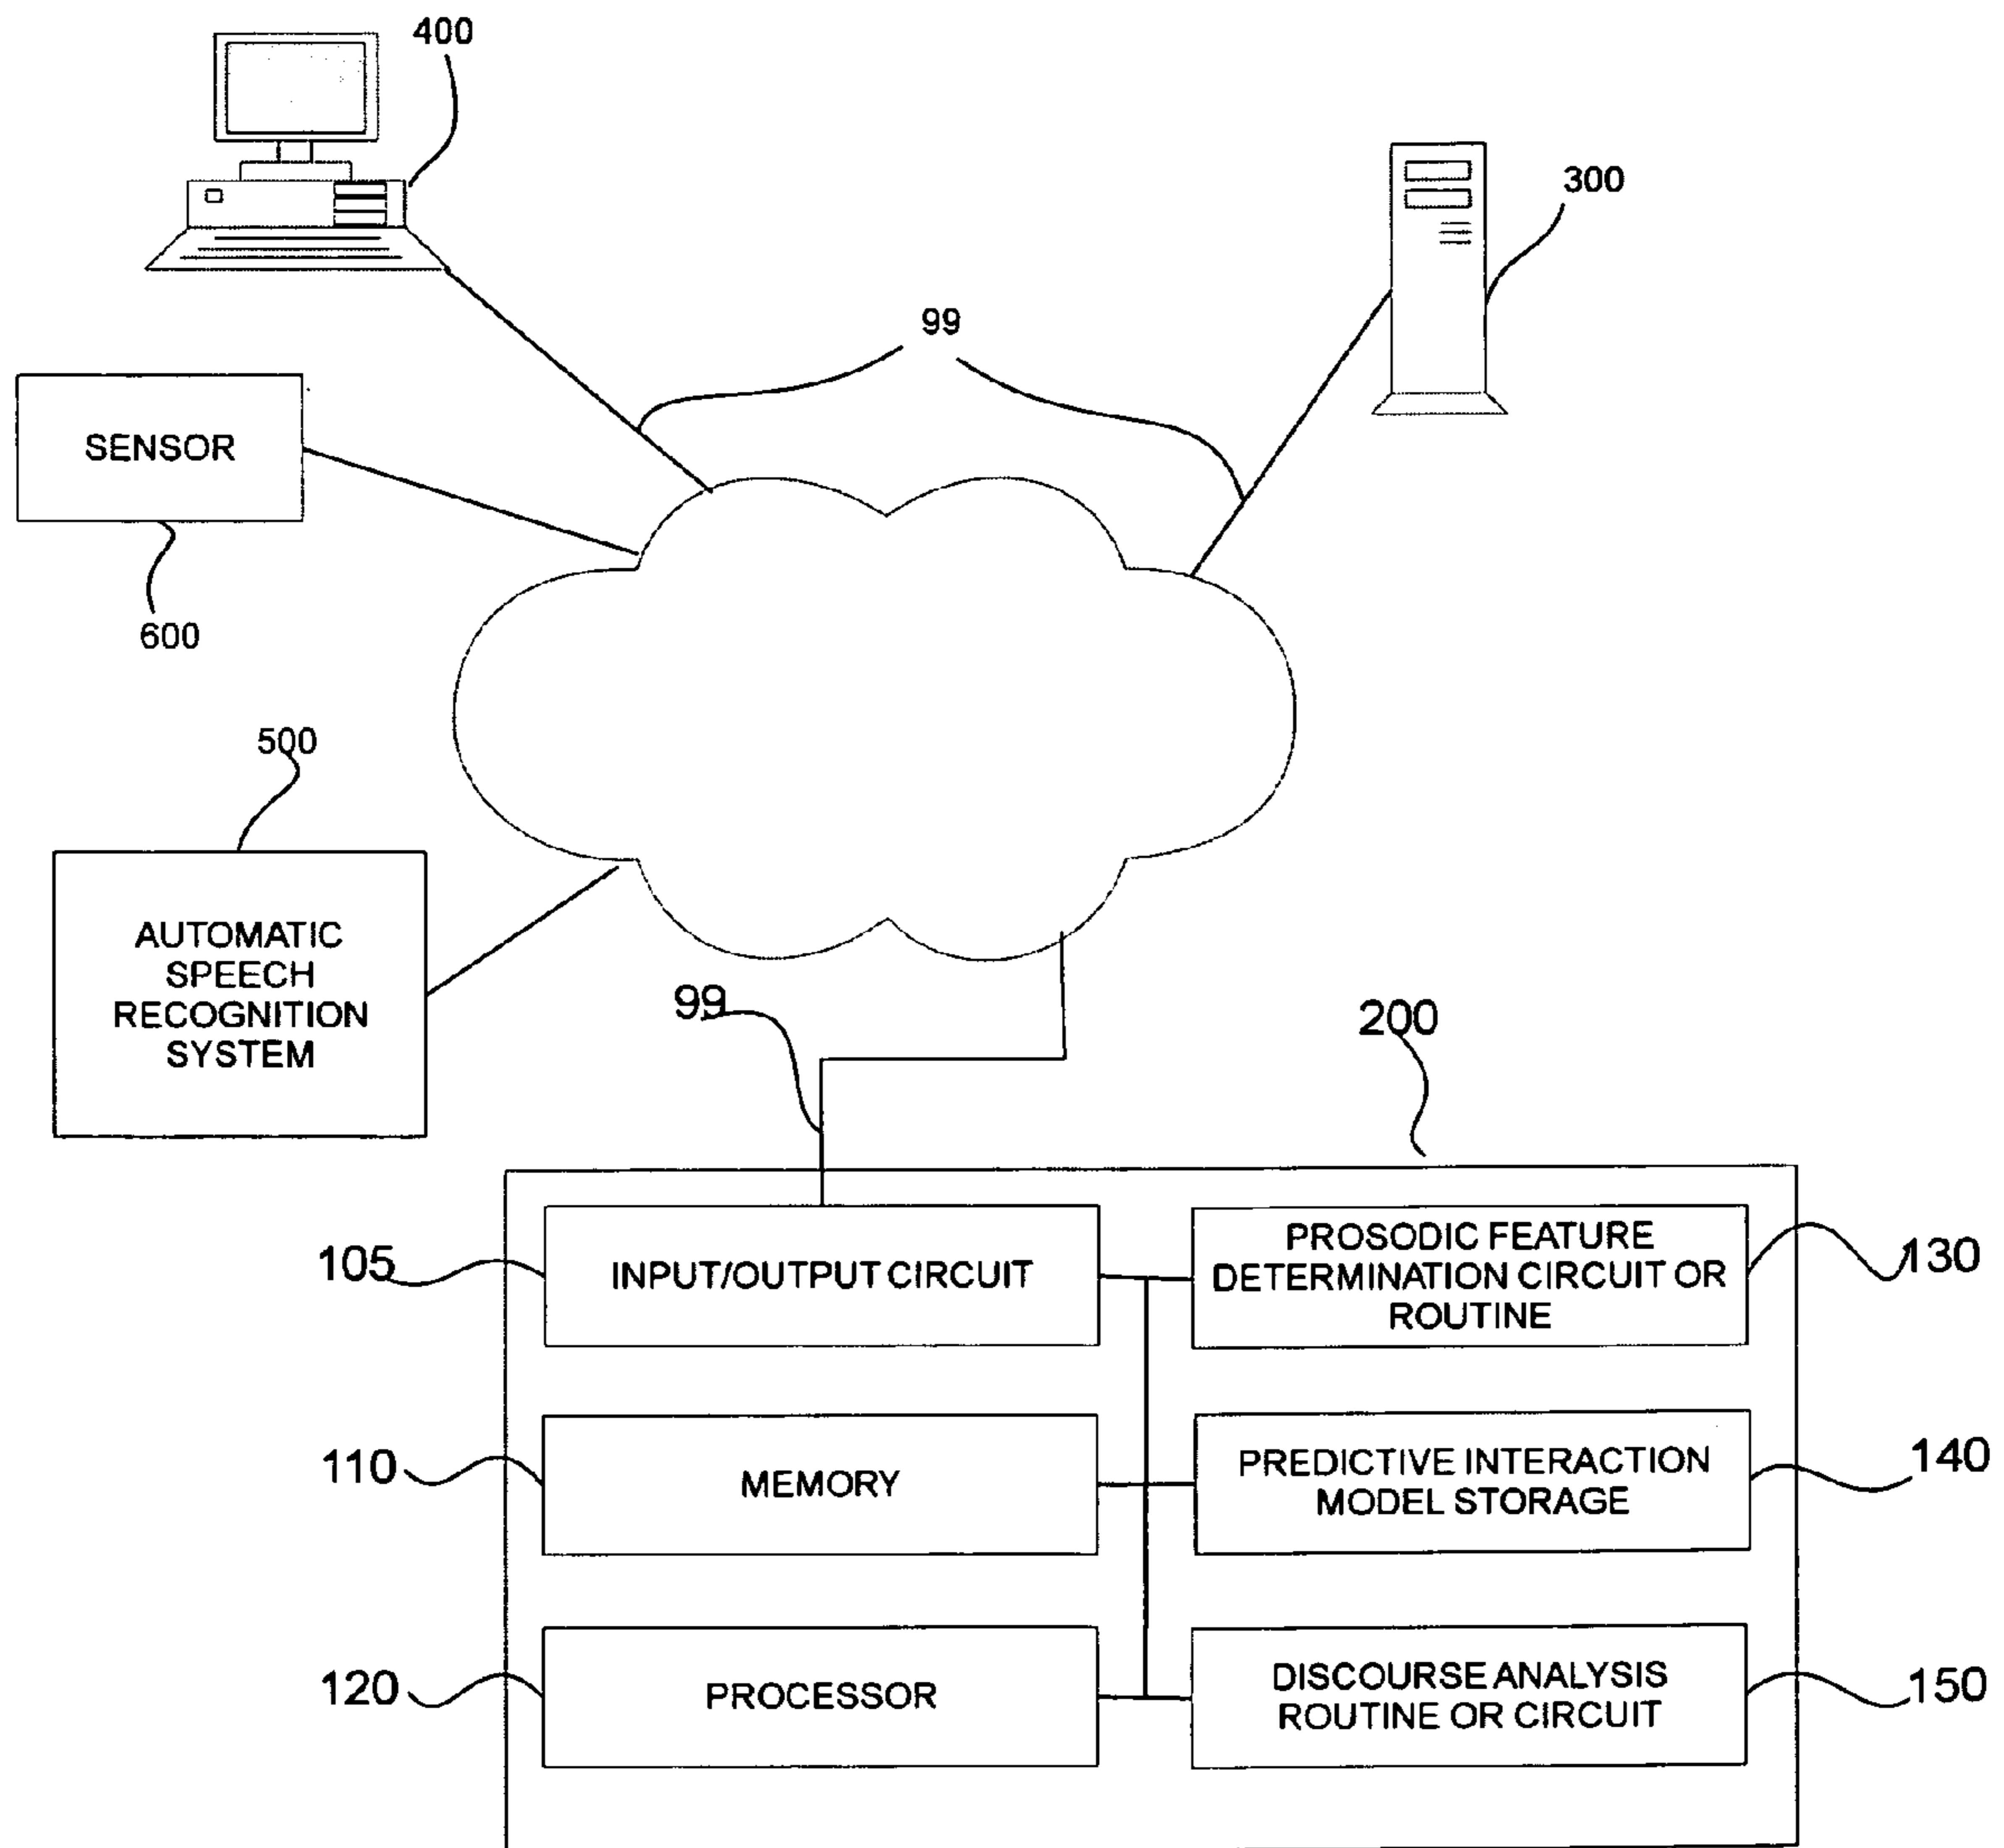 400
300
99
SENSOR
600
500
AUTOMATIC
SPEECH
RECOGNITION
SYSTEM
99
200
105
INPUT/OUTPUT CIRCUIT
PROSODIC FEATURE
DETERMINATION CIRCUIT OR
ROUTINE
130
110
MEMORY
PREDICTIVE INTERACTION
MODEL STORAGE
140
120
PROCESSOR
DISCOURSE ANALYSIS
ROUTINE OR CIRCUIT
150